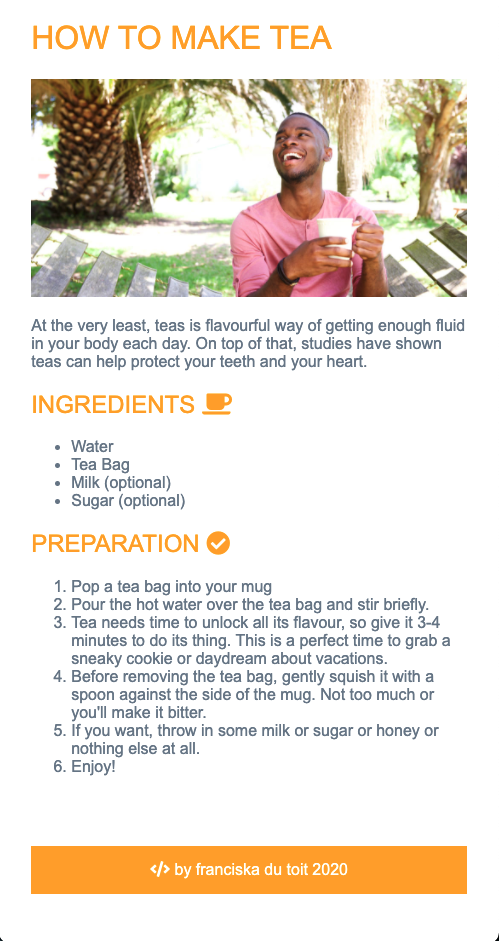 HOW TO MAKE TEA
At the very least, teas is flavourful way of getting enough fluid
in your body each day. On top of that, studies have shown
teas can help protect your teeth and your heart.
INGREDIENTS
• Water
• Tea Bag
• Milk (optional)
• Sugar (optional)
PREPARATION
1. Pop a tea bag into your mug
2. Pour the hot water over the tea bag and stir briefly.
3. Tea needs time to unlock all its flavour, so give it 3-4
minutes to do its thing. This is a perfect time to grab a
sneaky cookie or daydream about vacations.
4. Before removing the tea bag, gently squish it with a
spoon against the side of the mug. Not too much or
you'll make it bitter.
5. If you want, throw in some milk or sugar or honey or
nothing else at all.
6. Enjoy!
</> by franciska du toit 2020